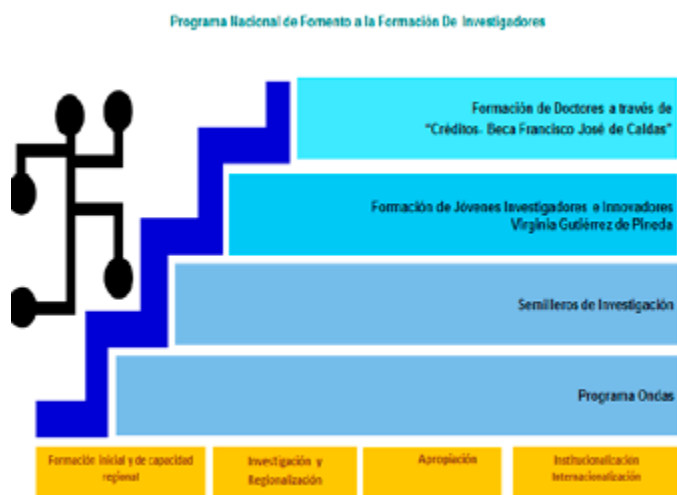 Programa Nacional de Fomento a la Formación De Investigadores
Formación de Doctores a través de
"Créditos- Beca Francisco José de Caldas"
Formación de Jóvenes Investigadores e Innovadores
Virginia Gutiérrez de Pineda
Semilleros de Investigación
Programa Ondas
Formación Inicial y de capacidad
regional
Investigación y
Regionalización
Apropiación
Institucionalización
Internacionalización